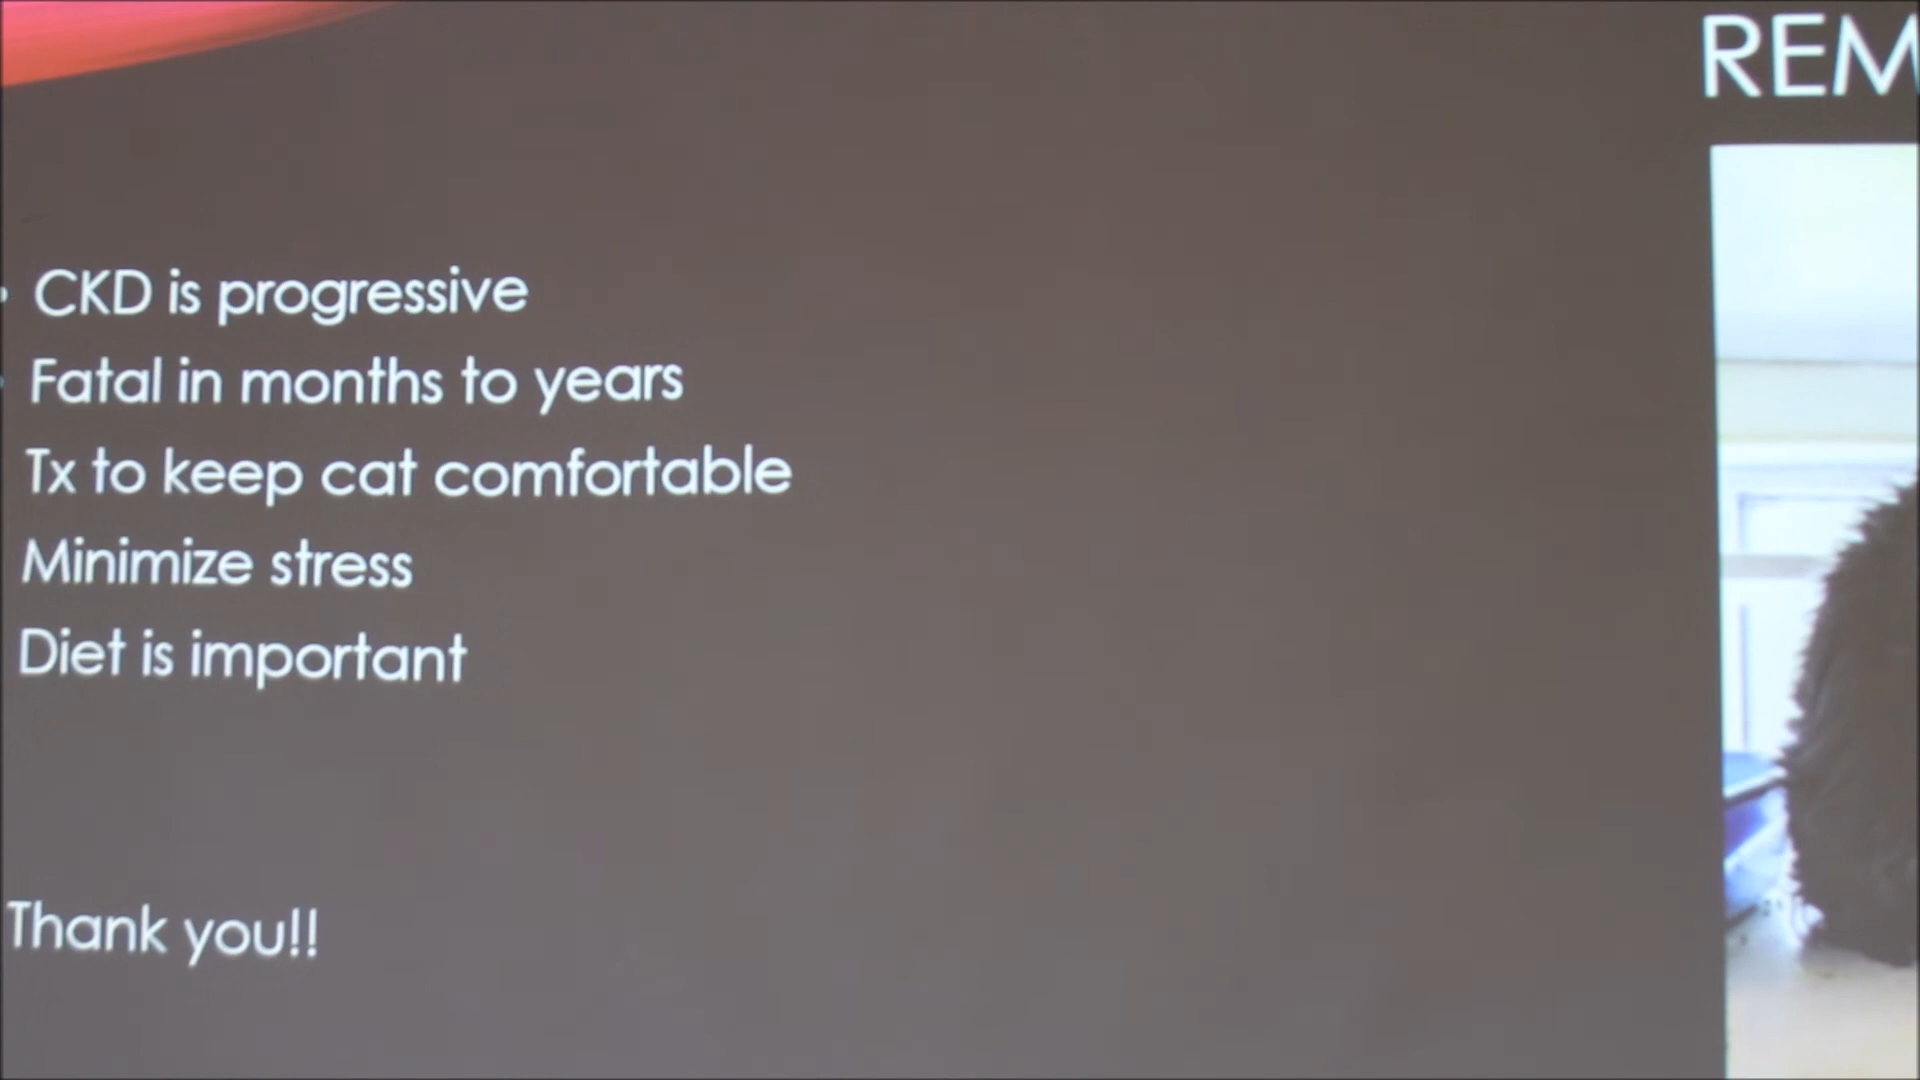 REM
CKD is progressive
Fatal in months to years
Tx to keep cat comfortable
Minimize stress
Diet is important
Thank you!!